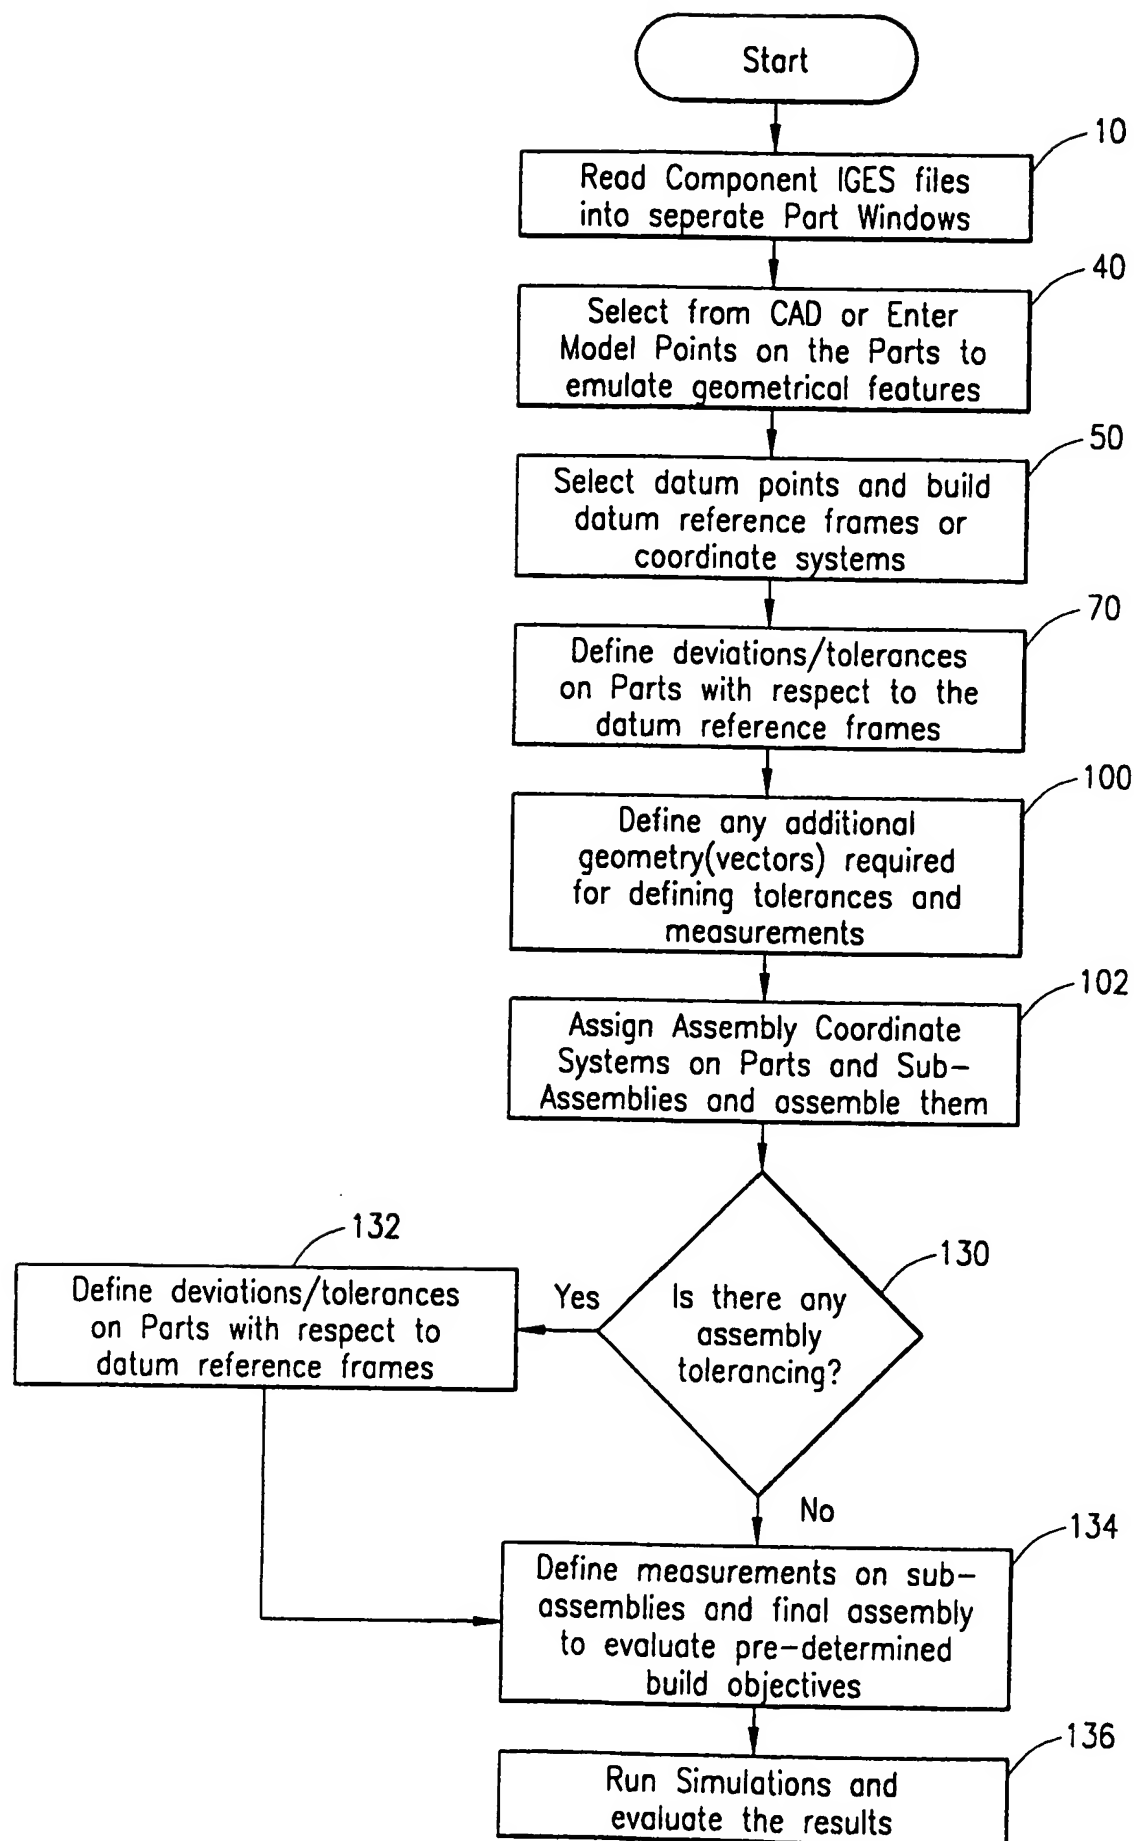 Start
10
Read Component IGES files
into seperate Part Windows
40
Select from CAD or Enter
Model Points on the Parts to
emulate geometrical features
50
Select datum points and build
datum reference frames or
coordinate systems
70
Define deviations/tolerances
on Parts with respect to the
datum reference frames
100
Define any additional
geometry(vectors) required
for defining tolerances and
measurements
102
Assign Assembly Coordinate
Systems on Parts and Sub-
Assemblies and assemble them
130
Is there any
assembly
tolerancing?
Yes
132
Define deviations/tolerances
on Parts with respect to
datum reference frames
No
134
Define measurements on sub-
assemblies and final assembly
to evaluate pre-determined
build objectives
136
Run Simulations and
evaluate the results